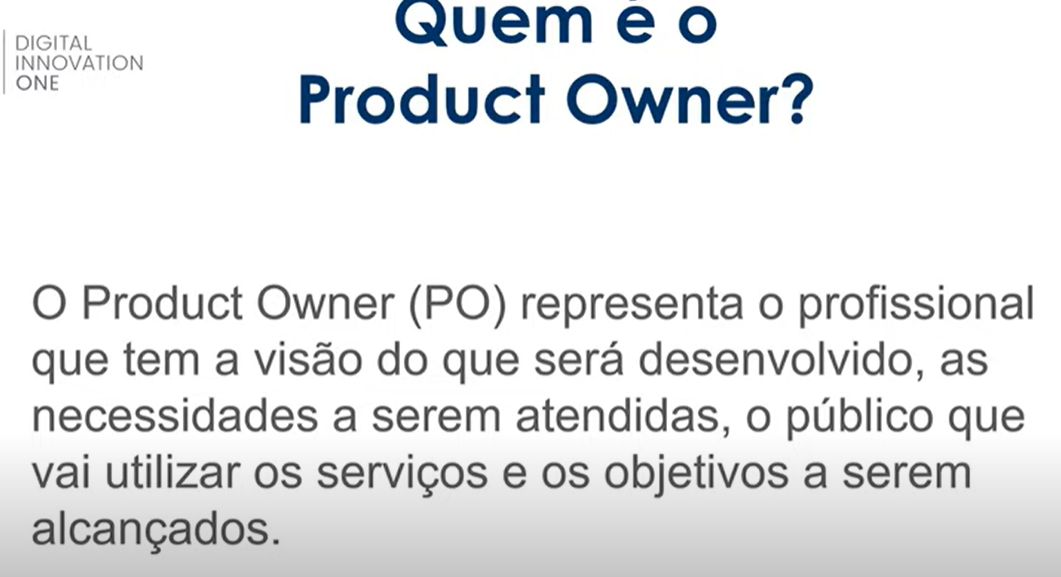 DIGITAL
INNOVATION
ONE
Quem é o
Product Owner?
O Product Owner (PO) representa o profissional
que tem a visão do que será desenvolvido, as
necessidades a serem atendidas, o público que
vai utilizar os serviços e os objetivos a serem
alcançados.